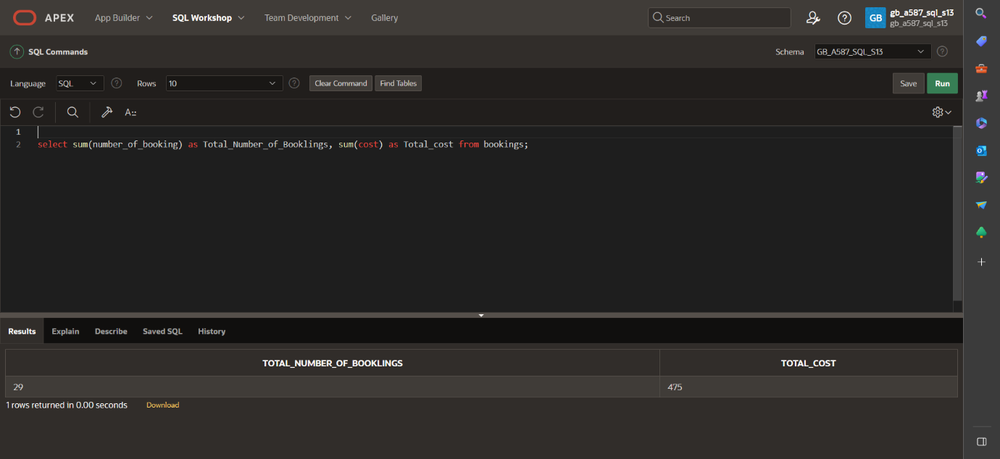 APEX App Builder SQL Workshop Team Development Gallery Search GB gb_a587_sql_s13
gb_a587_sql_s13
SQL Commands Schema GB_A587_SQL_S13
Language SQL Rows 10 Clear Command Find Tables Save Run
A::
1
2 select sum(number_of_booking) as Total_Number_of_Booklings, sum(cost) as Total_cost from bookings;
Results Explain Describe Saved SQL History
TOTAL_NUMBER_OF_BOOKLINGS TOTAL_COST
29 475
1 rows returned in 0.00 seconds Download